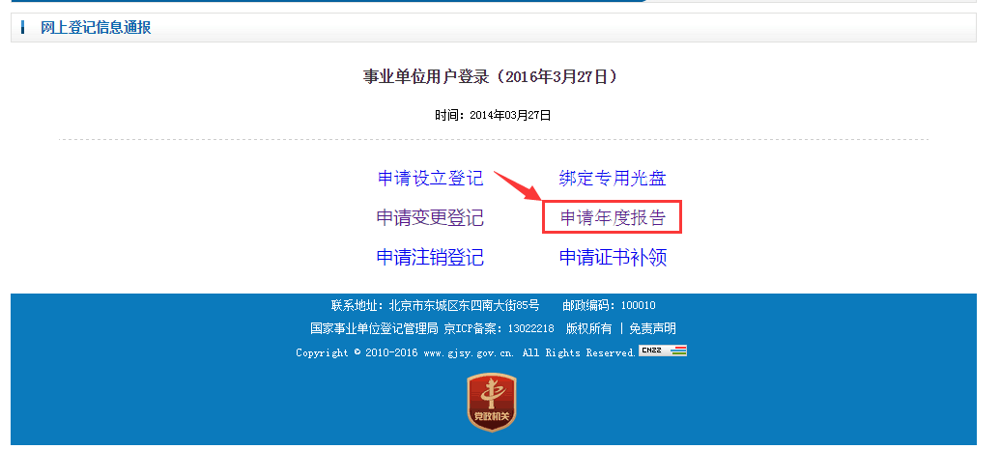 网上登记信息通报
事业单位用户登录（2016年3月27日）
时间：2014年03月27日
申请设立登记 绑定专用光盘
申请变更登记 申请年度报告
申请注销登记 申请证书补领
联系地址：北京市东城区东四南大街85号 邮政编码：100010
国家事业单位登记管理局 京ICP备案：13022218 版权所有 | 免责声明
Copyright © 2010-2016 www.gjsy.gov.cn. All Rights Reserved. CNZZ
党政机关